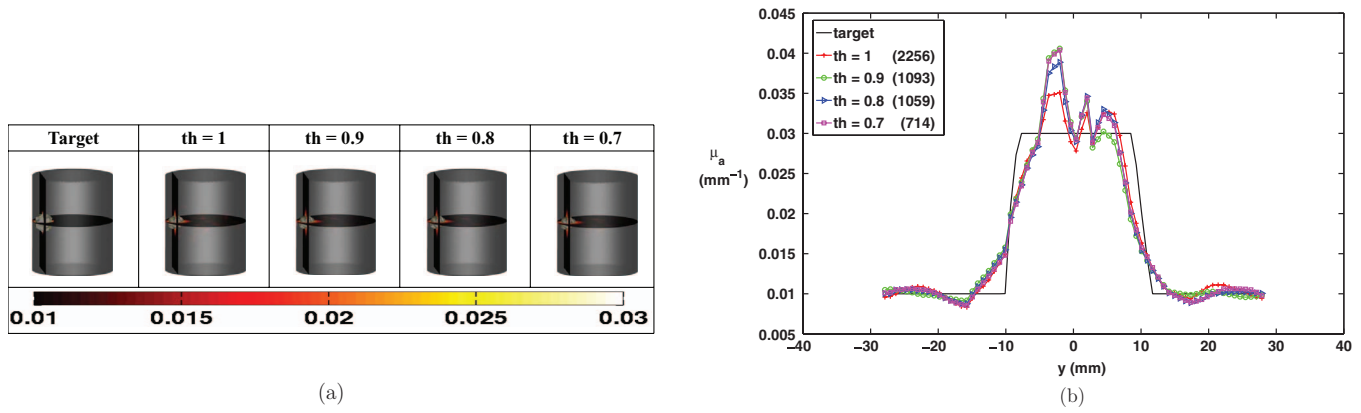 Target th = 1 th = 0.9 th = 0.8 th = 0.7
0.01 0.015 0.02 0.025 0.03
(a)
0.045
0.04
0.035
0.03
0.025
0.02
0.015
0.01
0.005
μa
(mm⁻¹)
target
th = 1 (2256)
th = 0.9 (1093)
th = 0.8 (1059)
th = 0.7 (714)
−40 −30 −20 −10 0 10 20 30 40
y (mm)
(b)